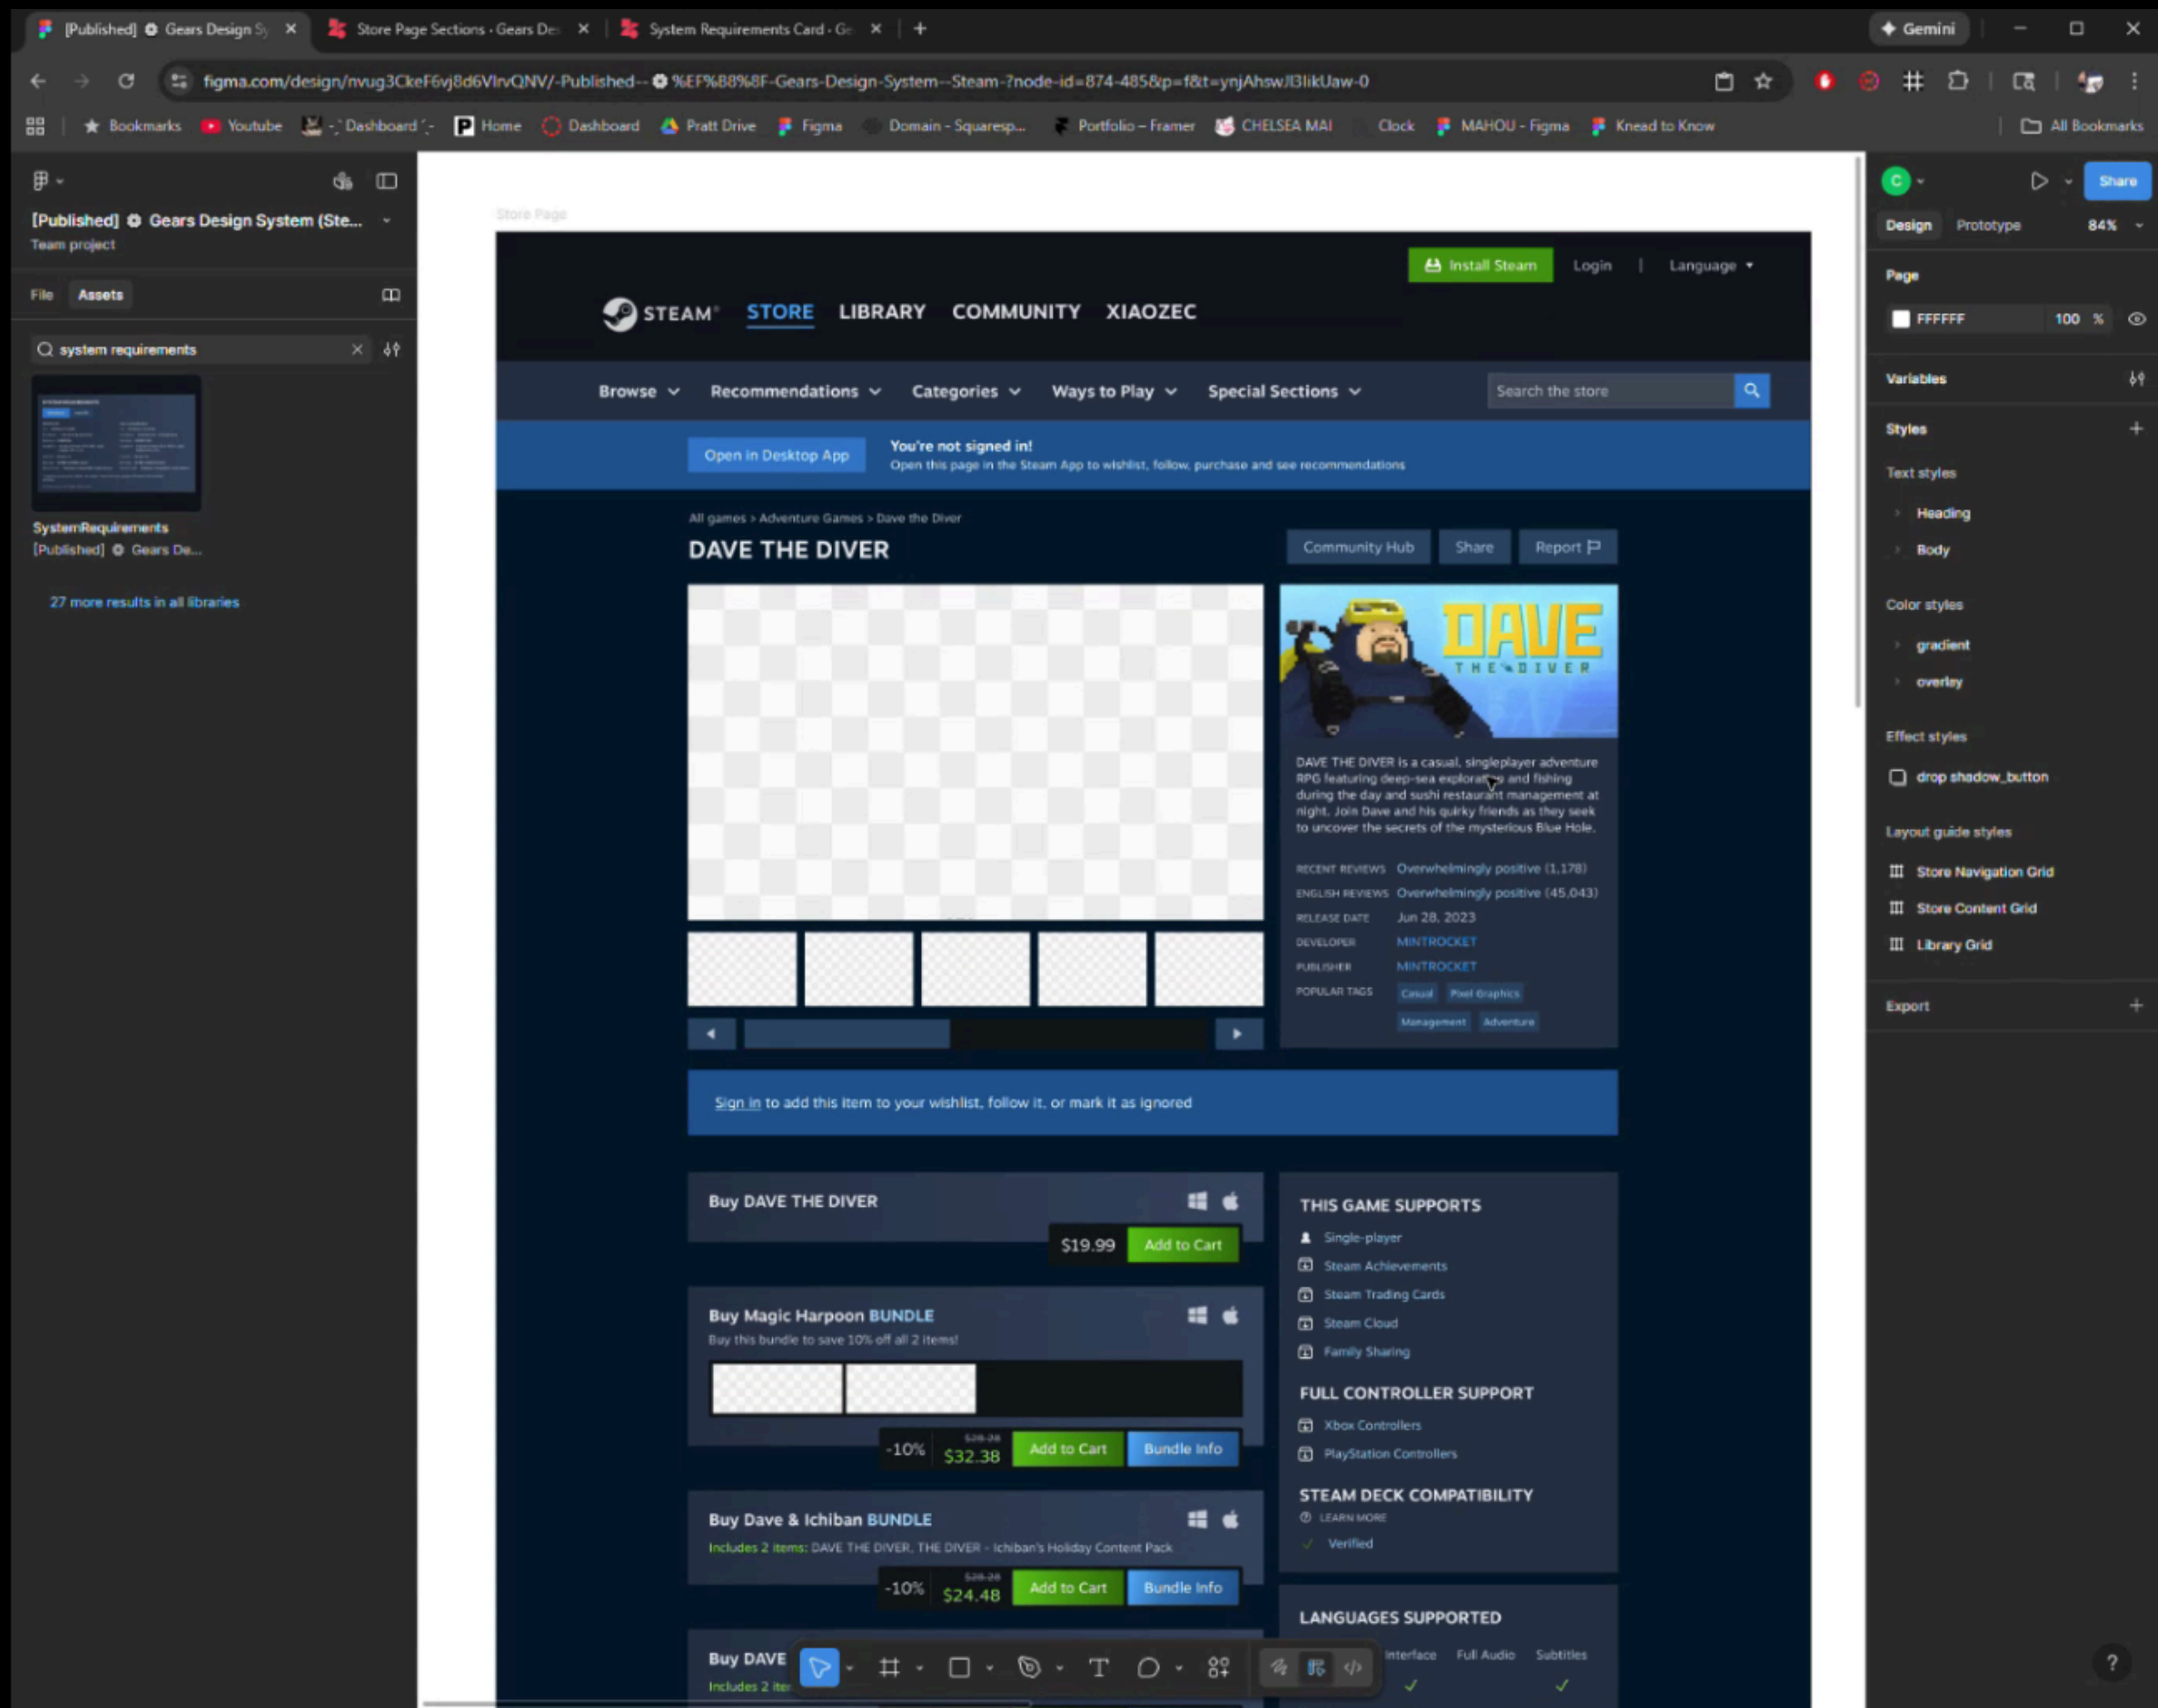 [Published] Gears Design Sy
Store Page Sections - Gears De
System Requirements Card - Ge
Gemini
figma.com/design/nvug3CkeF6vj8d6VlrvQNV/-Published--⚙%EF%B8%8F-Gears-Design-System--Steam-?node-id=874-485&p=f&t=ynjAhswJl3likUaw-0
Bookmarks
Youtube
-ˋDashboard ˊ-
Home
Dashboard
Pratt Drive
Figma
Domain - Squaresp...
Portfolio – Framer
CHELSEA MAI
Clock
MAHOU - Figma
Knead to Know
All Bookmarks
[Published] ⚙ Gears Design System (Ste...
Team project
File
Assets
system requirements
SystemRequirements
[Published] ⚙ Gears De...
27 more results in all libraries
Store Page
Install Steam
Login
|
Language
STEAM®
STORE
LIBRARY
COMMUNITY
XIAOZEC
Browse
Recommendations
Categories
Ways to Play
Special Sections
Search the store
Open in Desktop App
You're not signed in!
Open this page in the Steam App to wishlist, follow, purchase and see recommendations
All games > Adventure Games > Dave the Diver
DAVE THE DIVER
Community Hub
Share
Report
DAVE
THE DIVER
DAVE THE DIVER is a casual, singleplayer adventure
RPG featuring deep-sea exploration and fishing
during the day and sushi restaurant management at
night. Join Dave and his quirky friends as they seek
to uncover the secrets of the mysterious Blue Hole.
RECENT REVIEWS Overwhelmingly positive (1,178)
ENGLISH REVIEWS Overwhelmingly positive (45,043)
RELEASE DATE Jun 28, 2023
DEVELOPER MINTROCKET
PUBLISHER MINTROCKET
POPULAR TAGS Casual Pixel Graphics
Management Adventure
Sign in to add this item to your wishlist, follow it, or mark it as ignored
Buy DAVE THE DIVER
$19.99
Add to Cart
Buy Magic Harpoon BUNDLE
Buy this bundle to save 10% off all 2 items!
-10%
$28.28
$32.38
Add to Cart
Bundle Info
Buy Dave & Ichiban BUNDLE
Includes 2 items: DAVE THE DIVER, THE DIVER - Ichiban's Holiday Content Pack
-10%
$28.28
$24.48
Add to Cart
Bundle Info
Buy DAVE
Includes 2 iter
THIS GAME SUPPORTS
Single-player
Steam Achievements
Steam Trading Cards
Steam Cloud
Family Sharing
FULL CONTROLLER SUPPORT
Xbox Controllers
PlayStation Controllers
STEAM DECK COMPATIBILITY
LEARN MORE
Verified
LANGUAGES SUPPORTED
Interface Full Audio Subtitles
C
Share
Design
Prototype
84%
Page
FFFFFF
100 %
Variables
Styles
Text styles
Heading
Body
Color styles
gradient
overlay
Effect styles
drop shadow_button
Layout guide styles
Store Navigation Grid
Store Content Grid
Library Grid
Export
?